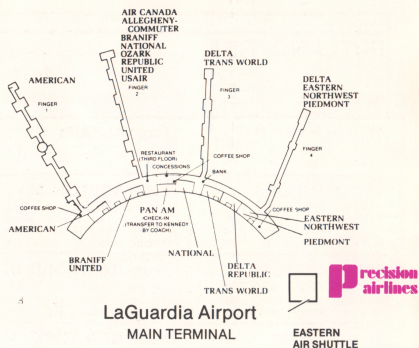 AIR CANADA
ALLEGHENY-
COMMUTER
BRANIFF
NATIONAL
OZARK
REPUBLIC
UNITED
USAIR
FINGER
2
AMERICAN
FINGER
1
DELTA
TRANS WORLD
FINGER
3
DELTA
EASTERN
NORTHWEST
PIEDMONT
FINGER
4
RESTAURANT
(THIRD FLOOR)
CONCESSIONS
COFFEE SHOP
BANK
COFFEE SHOP
AMERICAN
PAN AM
(CHECK-IN
(TRANSFER TO KENNEDY
BY COACH)
COFFEE SHOP
EASTERN
NORTHWEST
PIEDMONT
BRANIFF
UNITED
NATIONAL
DELTA
REPUBLIC
TRANS WORLD
precision
airlines
LaGuardia Airport
MAIN TERMINAL
EASTERN
AIR SHUTTLE